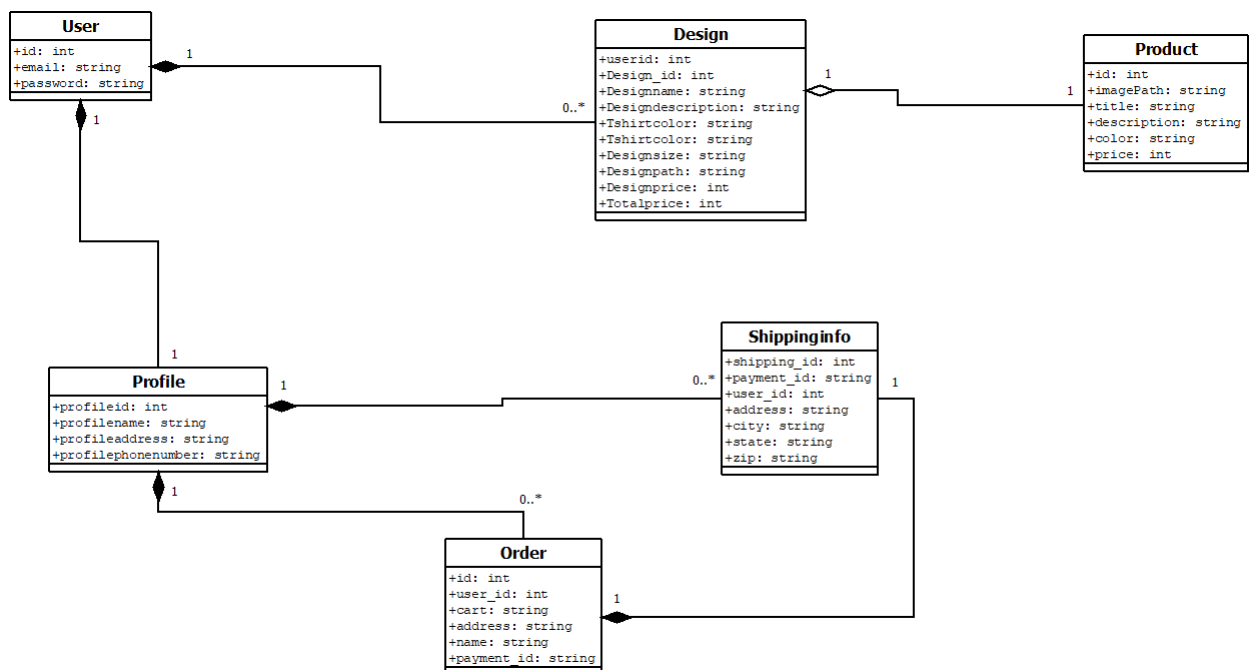 User
+id: int
+email: string
+password: string
1
1
0..*
Design
+userid: int
+Design_id: int
+Designname: string
+Designdescription: string
+Tshirtcolor: string
+Tshirtcolor: string
+Designsize: string
+Designpath: string
+Designprice: int
+Totalprice: int
1
1
Product
+id: int
+imagePath: string
+title: string
+description: string
+color: string
+price: int
1
Profile
+profileid: int
+profilename: string
+profileaddress: string
+profilephonenumber: string
1
0..*
Shippinginfo
+shipping_id: int
+payment_id: string
+user_id: int
+address: string
+city: string
+state: string
+zip: string
1
1
0..*
Order
+id: int
+user_id: int
+cart: string
+address: string
+name: string
+payment_id: string
1